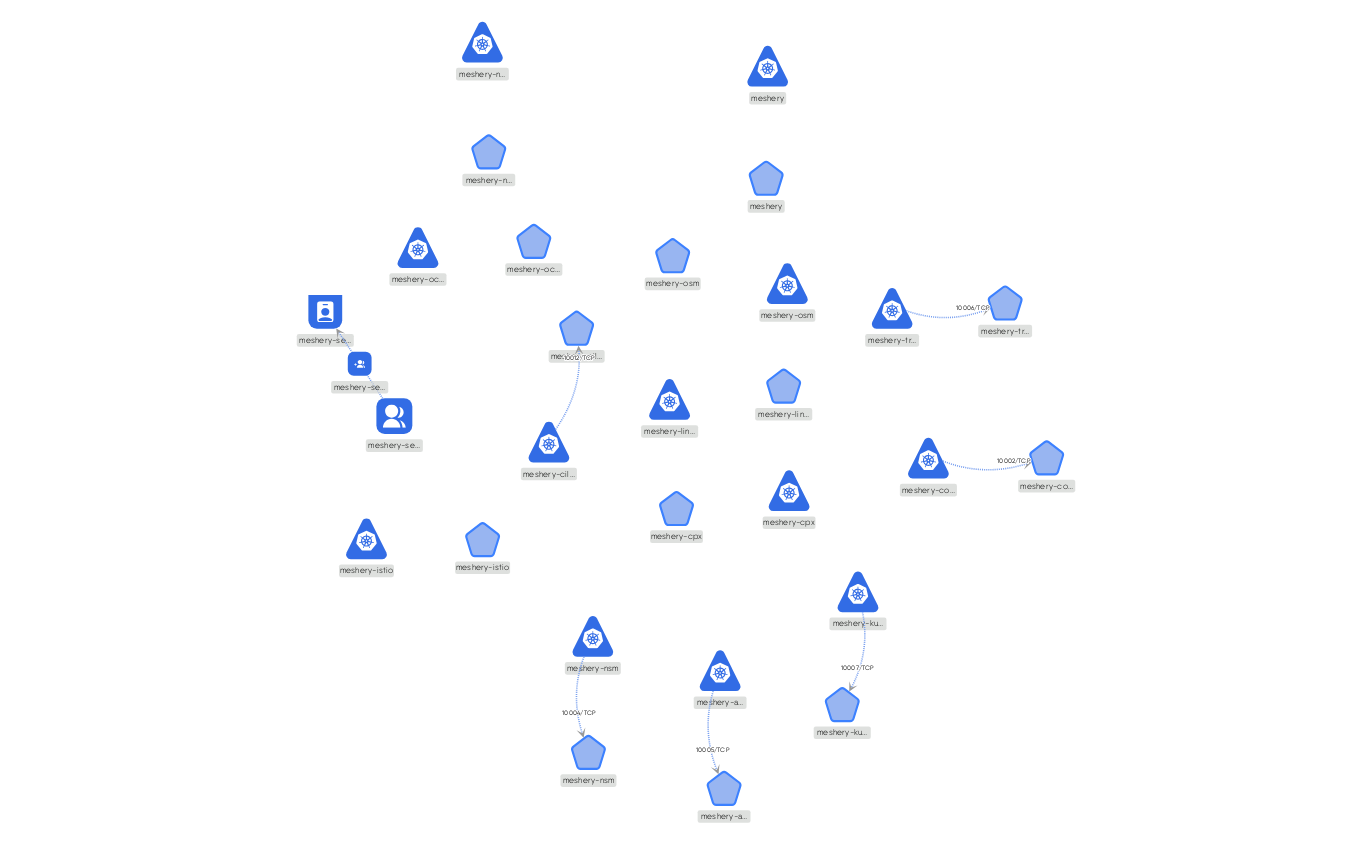 meshery-n...
meshery
meshery-n...
meshery
meshery-oc...
meshery-oc...
meshery-osm
meshery-osm
10006/TCP
meshery-se...
meshery-tr...
meshery-tr...
10012/TCP
meshery-se...
meshery-lin...
meshery-lin...
meshery-se...
meshery-cil...
10002/TCP
meshery-co...
meshery-co...
meshery-cpx
meshery-cpx
meshery-istio
meshery-istio
meshery-ku...
meshery-nsm
10007/TCP
meshery-a...
10004/TCP
meshery-ku...
10005/TCP
meshery-nsm
meshery-a...